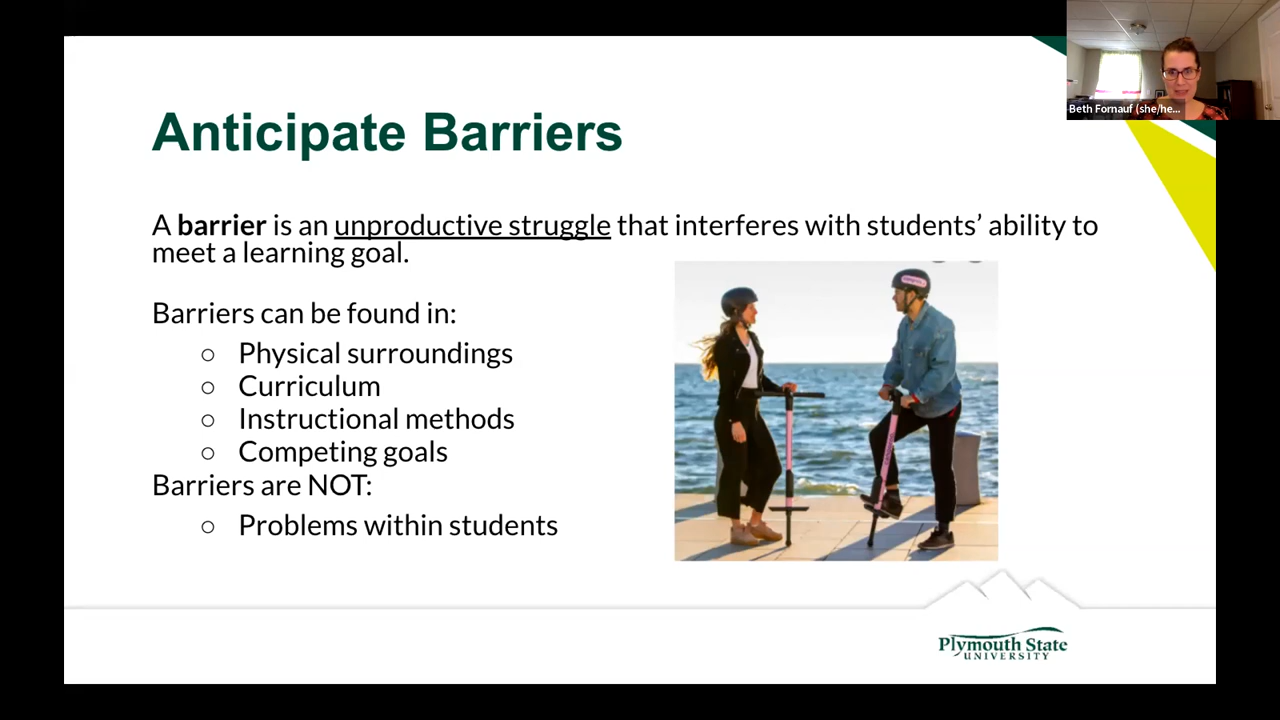 Beth Fornauf (she/he...
Anticipate Barriers
A barrier is an unproductive struggle that interferes with students’ ability to
meet a learning goal.
Barriers can be found in:
○ Physical surroundings
○ Curriculum
○ Instructional methods
○ Competing goals
Barriers are NOT:
○ Problems within students
Plymouth State
UNIVERSITY